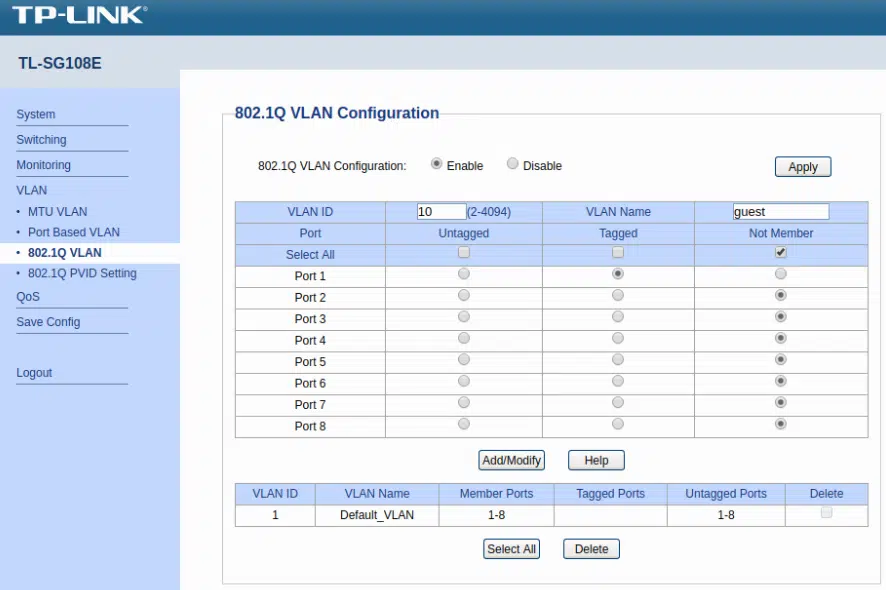 TP-LINK®
TL-SG108E
System
Switching
Monitoring
VLAN
• MTU VLAN
• Port Based VLAN
• 802.1Q VLAN
• 802.1Q PVID Setting
QoS
Save Config
Logout
802.1Q VLAN Configuration
802.1Q VLAN Configuration: Enable Disable Apply
VLAN ID 10 (2-4094) VLAN Name guest
Port Untagged Tagged Not Member
Select All
Port 1
Port 2
Port 3
Port 4
Port 5
Port 6
Port 7
Port 8
Add/Modify Help
VLAN ID VLAN Name Member Ports Tagged Ports Untagged Ports Delete
1 Default_VLAN 1-8 1-8
Select All Delete